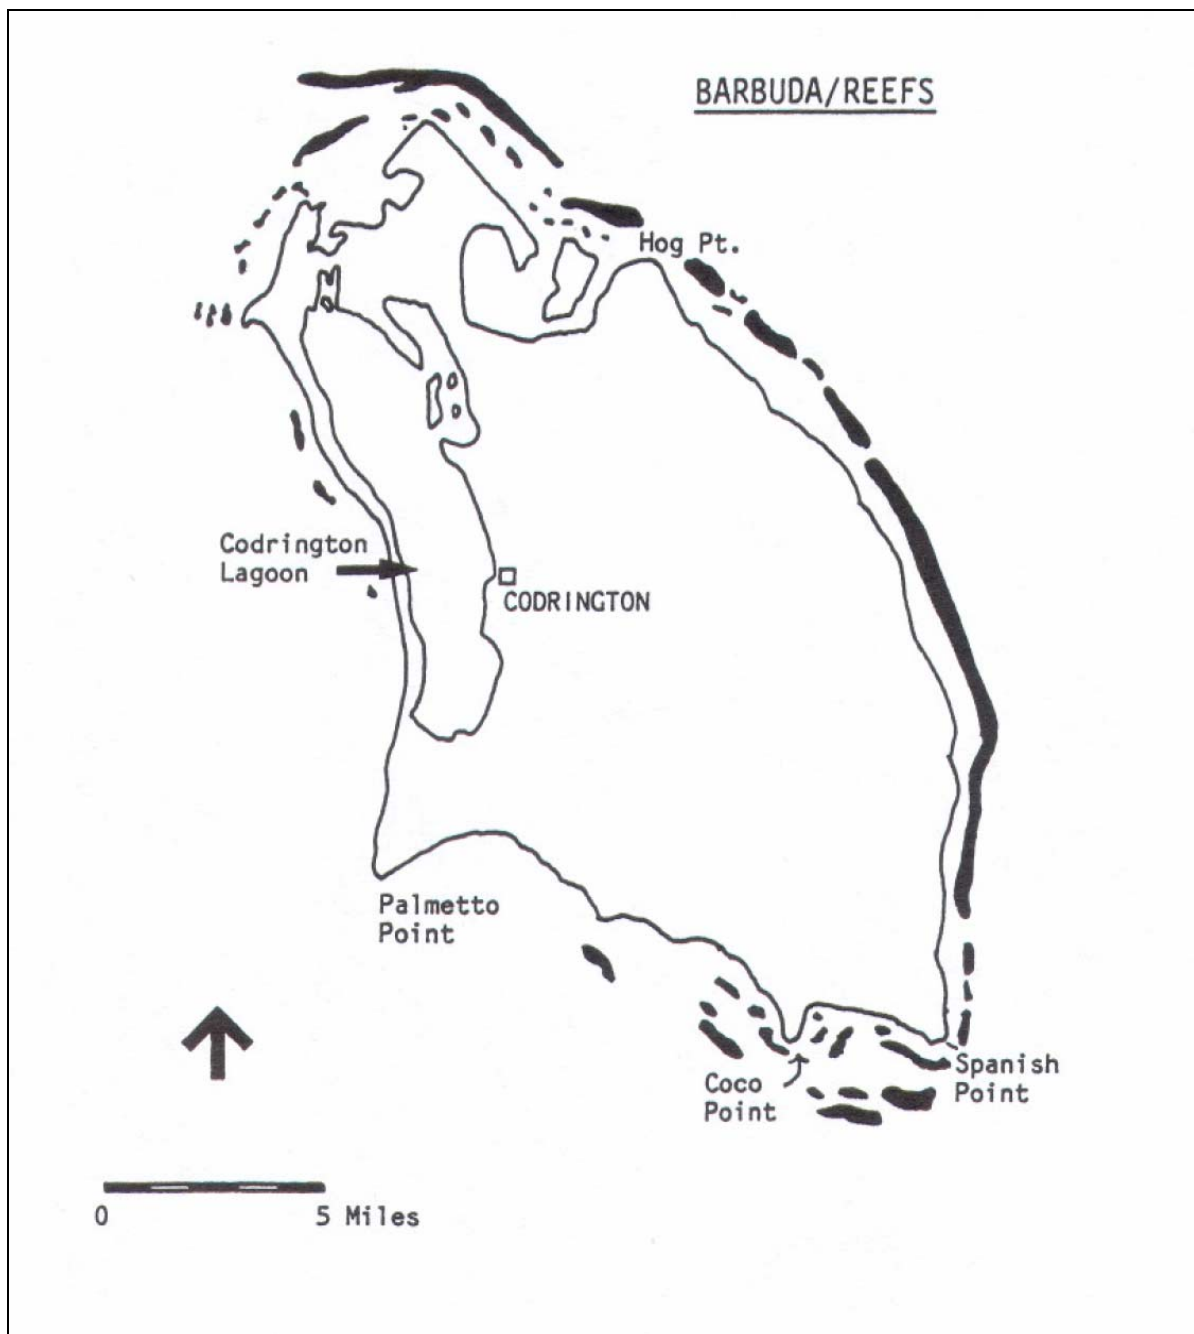 BARBUDA/REEFS
Hog Pt.
Codrington
Lagoon
CODRINGTON
Palmetto
Point
Coco
Point
Spanish
Point
0 5 Miles